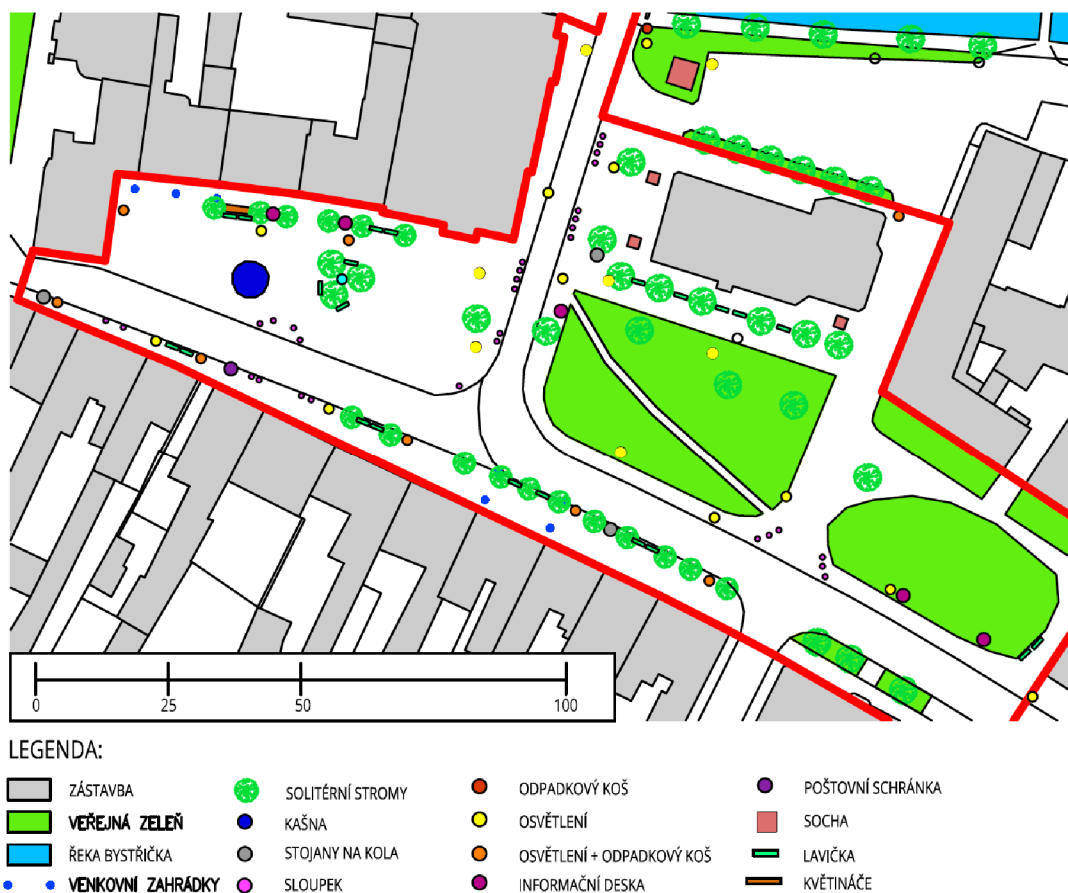 0 25 50 100
LEGENDA:
ZÁSTAVBA
VEŘEJNÁ ZELEŇ
ŘEKA BYSTŘIČKA
VENKOVNÍ ZAHRÁDKY
SOLITÉRNÍ STROMY
KAŠNA
STOJANY NA KOLA
SLOUPEK
ODPADKOVÝ KOŠ
OSVĚTLENÍ
OSVĚTLENÍ + ODPADKOVÝ KOŠ
INFORMAČNÍ DESKA
POŠTOVNÍ SCHRÁNKA
SOCHA
LAVIČKA
KVĚTINÁČE